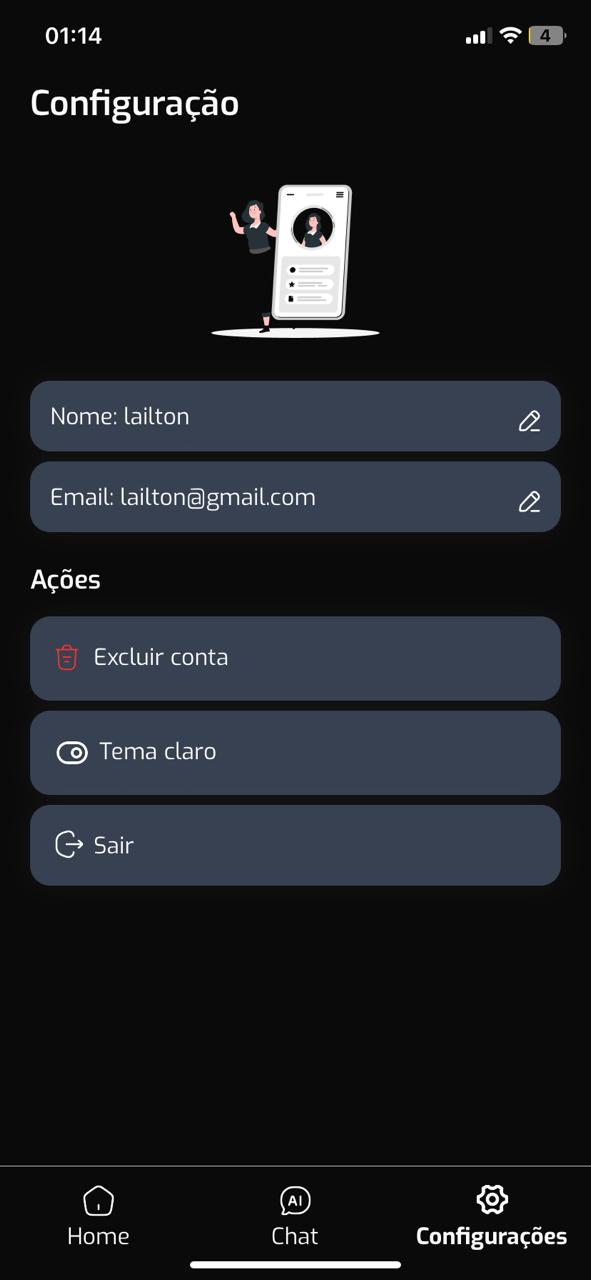 01:14
4
Configuração
Nome: lailton
Email: lailton@gmail.com
Ações
Excluir conta
Tema claro
Sair
AI
Home
Chat
Configurações